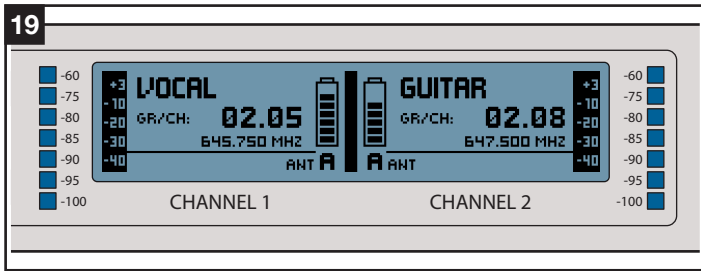 19
-60
-75
-80
-85
-90
-95
-100
+3
-10
-20
-30
-40
VOCAL
GR/CH: 02.05
645.750 MHZ
ANT A
GUITAR
GR/CH: 02.08
647.500 MHZ
A ANT
+3
-10
-20
-30
-40
-60
-75
-80
-85
-90
-95
-100
CHANNEL 1
CHANNEL 2